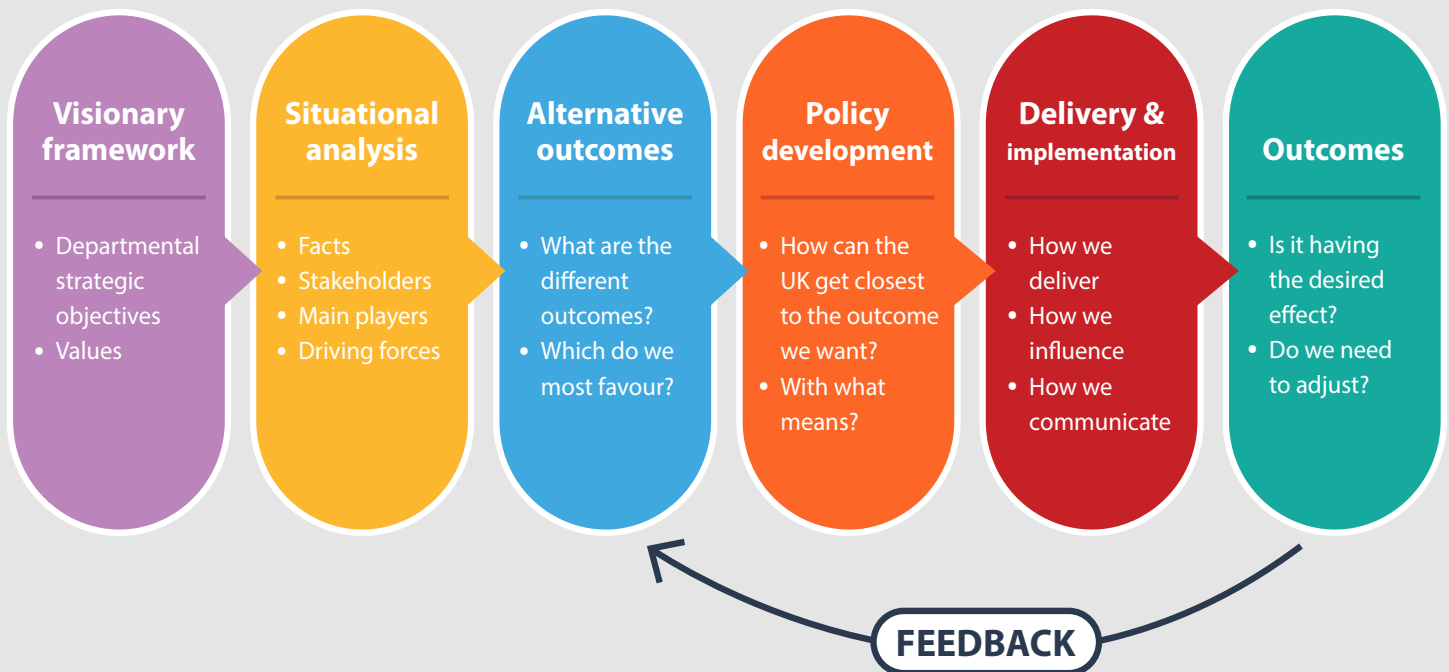 Visionary
framework
• Departmental
strategic
objectives
• Values
Situational
analysis
• Facts
• Stakeholders
• Main players
• Driving forces
Alternative
outcomes
• What are the
different
outcomes?
• Which do we
most favour?
Policy
development
• How can the
UK get closest
to the outcome
we want?
• With what
means?
Delivery &
implementation
• How we
deliver
• How we
influence
• How we
communicate
Outcomes
• Is it having
the desired
effect?
• Do we need
to adjust?
FEEDBACK